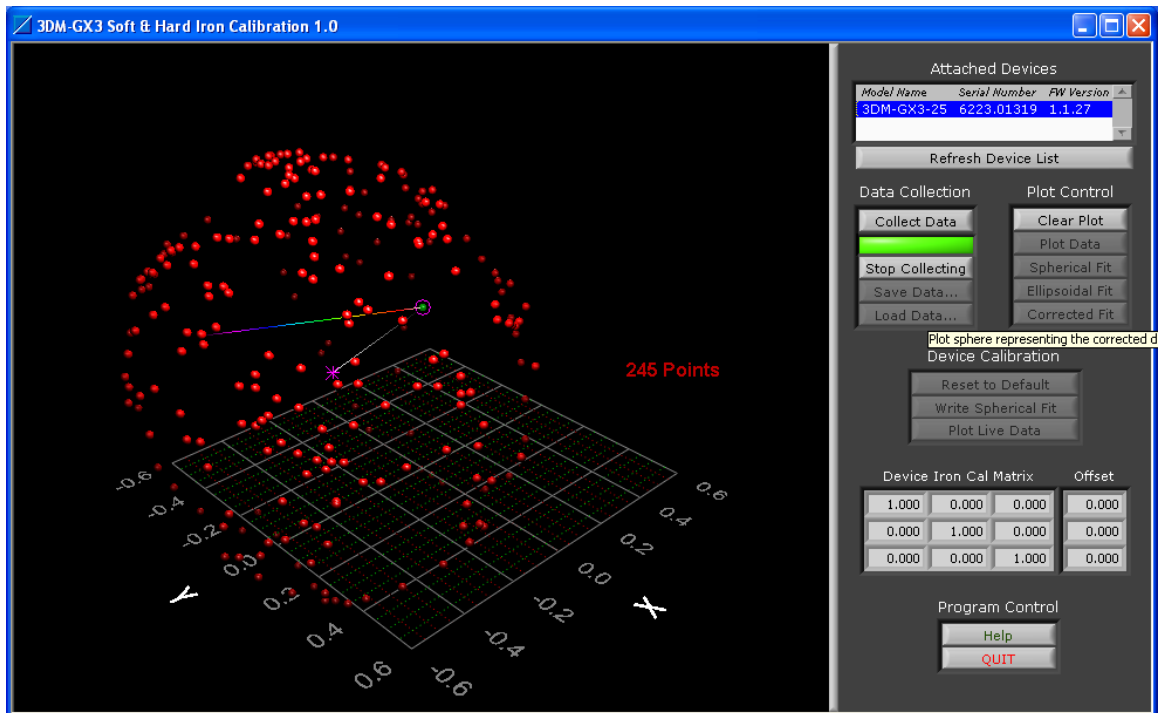 3DM-GX3 Soft & Hard Iron Calibration 1.0
Attached Devices
Model Name Serial Number FW Version
3DM-GX3-25 6223.01319 1.1.27
Refresh Device List
Data Collection Plot Control
Collect Data Clear Plot
Plot Data
Stop Collecting Spherical Fit
Save Data... Ellipsoidal Fit
Load Data... Corrected Fit
Plot sphere representing the corrected d
Device Calibration
245 Points
Reset to Default
Write Spherical Fit
Plot Live Data
Device Iron Cal Matrix Offset
1.000 0.000 0.000 0.000
0.000 1.000 0.000 0.000
0.000 0.000 1.000 0.000
Program Control
Help
QUIT
-0.6
-0.4
-0.2
0.0
0.2
0.4
0.6
Y
0.6
0.4
0.2
0.0
-0.2
-0.4
-0.6
X